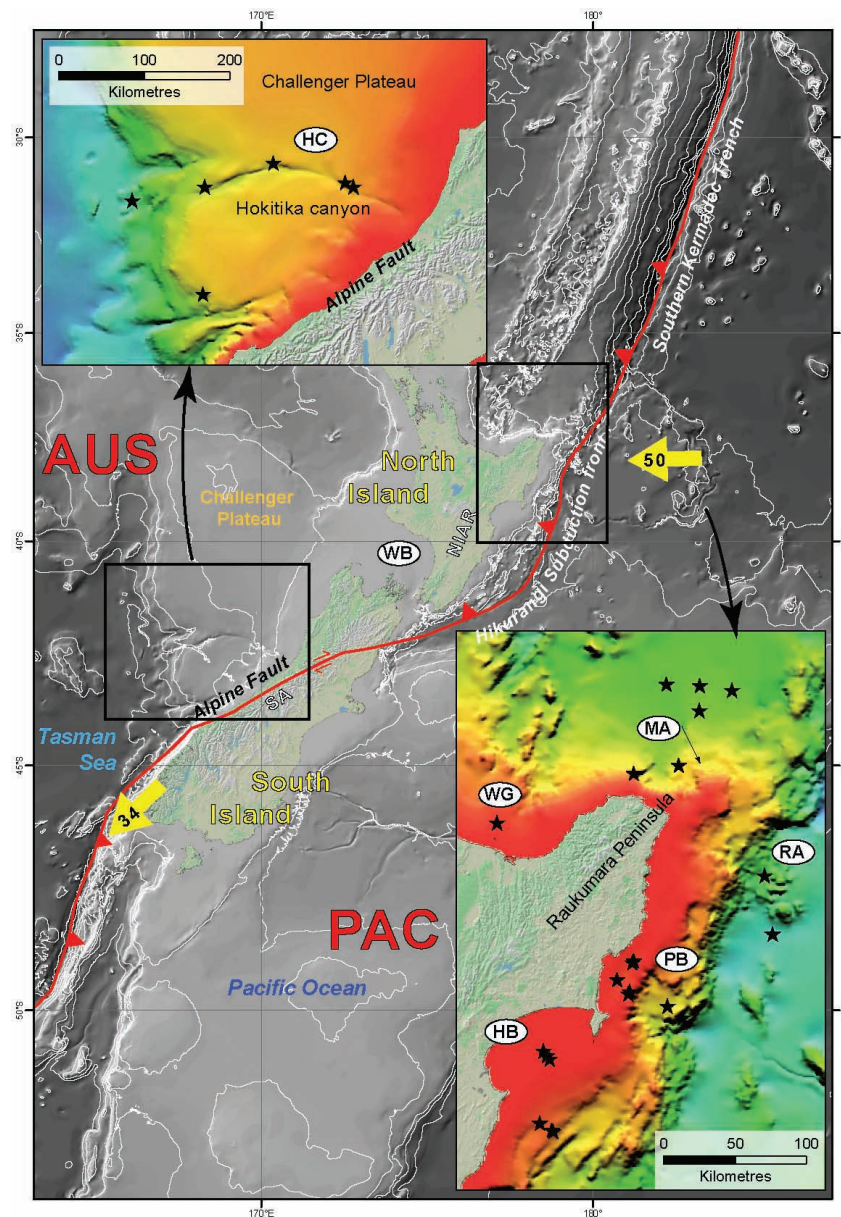 170°E
180°
0 100 200
Kilometres
Challenger Plateau
HC
Hokitika canyon
Alpine Fault
30°S
35°S
40°S
45°S
50°S
Southern Kermadec Trench
AUS
Challenger
Plateau
North
Island
NIAR
WB
50
Hikurangi Subduction front
Alpine Fault
SA
Tasman
Sea
34
South
Island
PAC
Pacific Ocean
MA
WG
Raukumara Peninsula
RA
PB
HB
0 50 100
Kilometres
170°E
180°